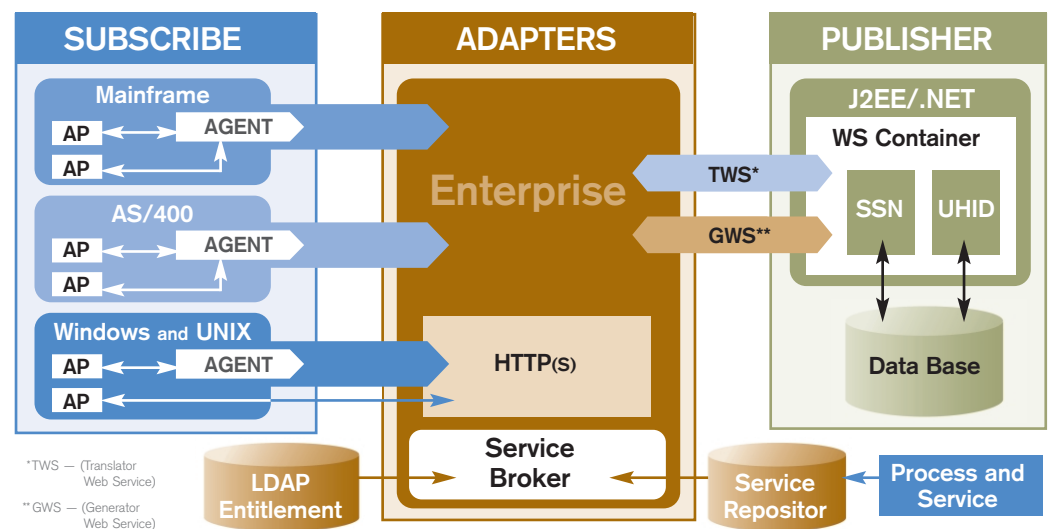 SUBSCRIBE
Mainframe
AP
AGENT
AP
AS/400
AP
AGENT
AP
Windows and UNIX
AP
AGENT
AP
ADAPTERS
Enterprise
HTTP(S)
Service
Broker
TWS*
GWS**
PUBLISHER
J2EE/.NET
WS Container
SSN
UHID
Data Base
*TWS — (Translator
Web Service)
**GWS — (Generator
Web Service)
LDAP
Entitlement
Service
Repositor
Process and
Service